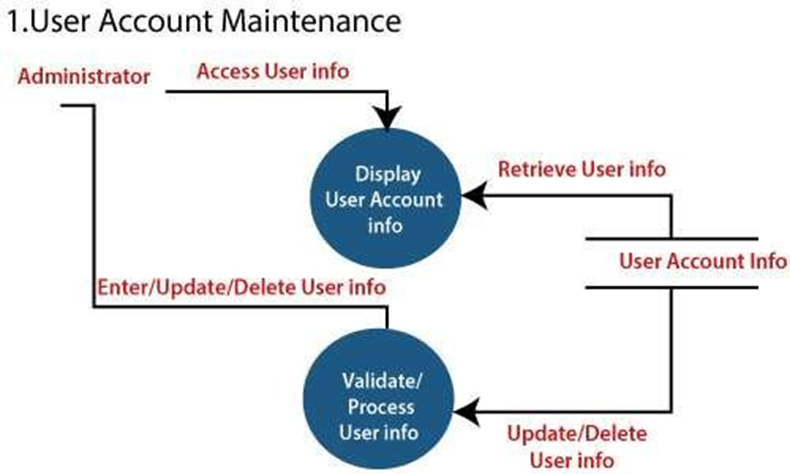 1.User Account Maintenance
Administrator
Access User info
Display
User Account
info
Retrieve User info
User Account Info
Enter/Update/Delete User info
Validate/
Process
User info
Update/Delete
User info